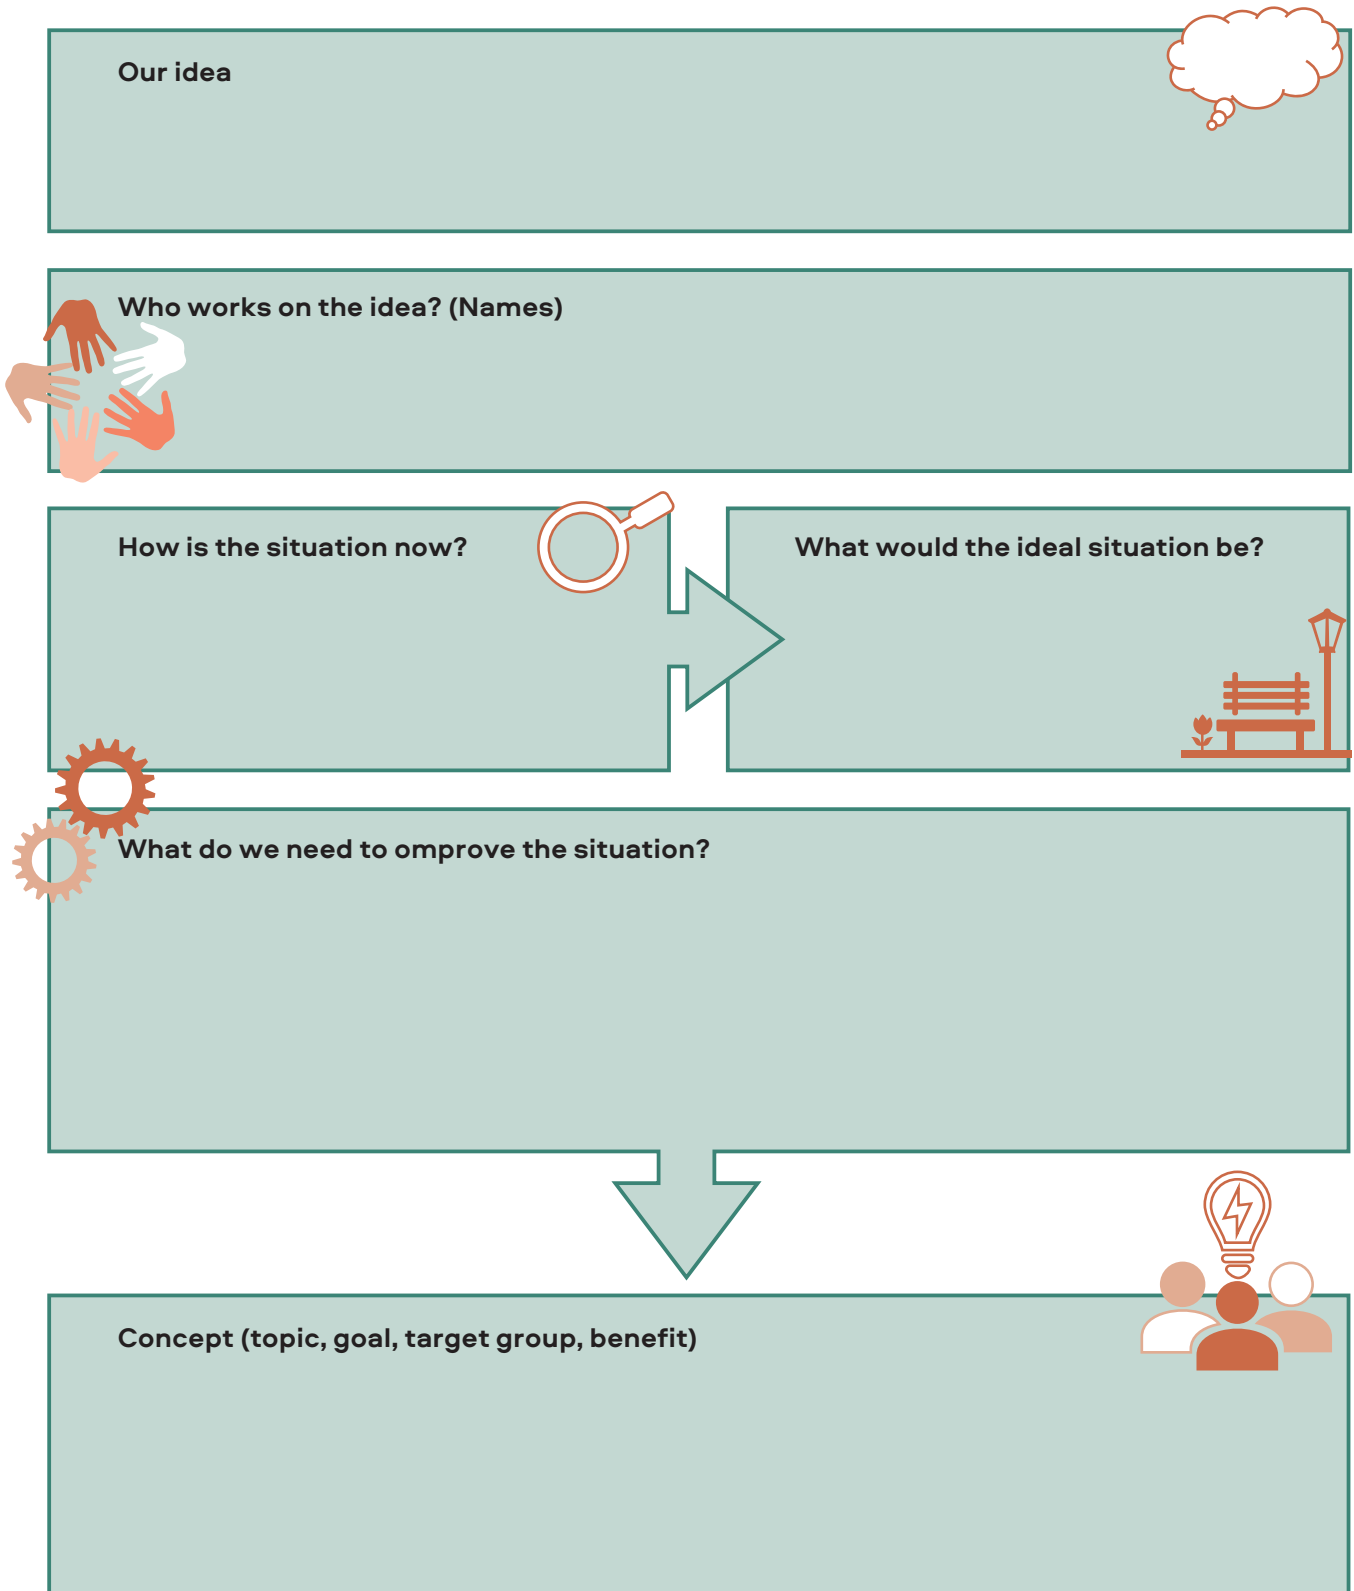 Our idea
Who works on the idea? (Names)
How is the situation now?
What would the ideal situation be?
What do we need to omprove the situation?
Concept (topic, goal, target group, benefit)